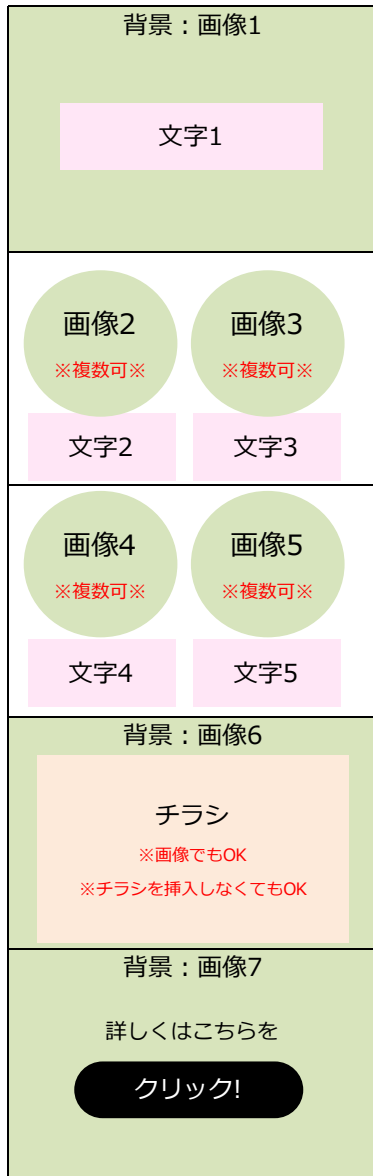 背景：画像1
文字1
画像2
※複数可※
画像3
※複数可※
文字2
文字3
画像4
※複数可※
画像5
※複数可※
文字4
文字5
背景：画像6
チラシ
※画像でもOK
※チラシを挿入しなくてもOK
背景：画像7
詳しくはこちらを
クリック!